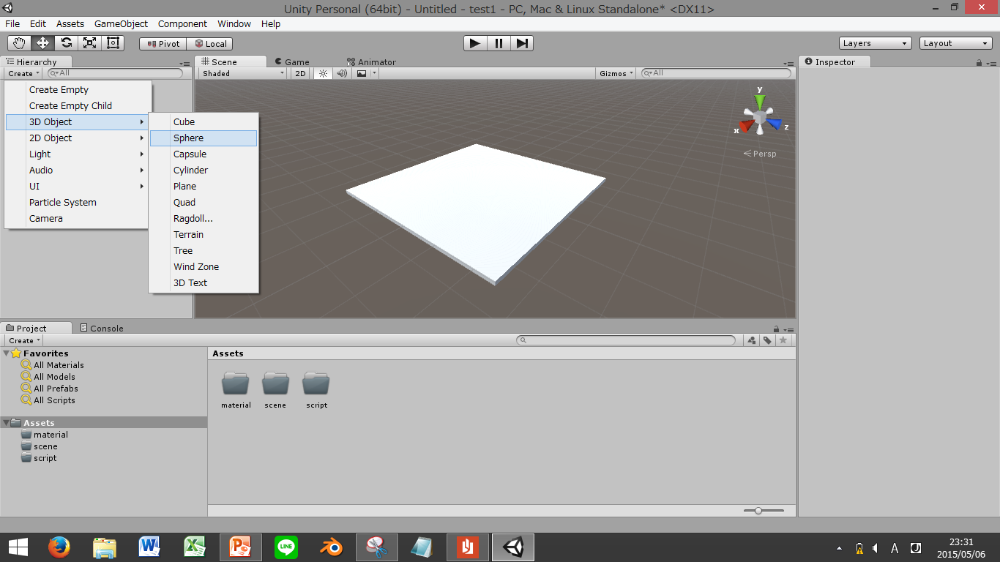 Unity Personal (64bit) - Untitled - test1 - PC, Mac & Linux Standalone* <DX11>
File Edit Assets GameObject Component Window Help
Pivot Local Layers Layout
Hierarchy Scene Game Animator Inspector
Create All Shaded 2D Gizmos All
Create Empty
Create Empty Child
3D Object
2D Object
Light
Audio
UI
Particle System
Camera
Cube
Sphere
Capsule
Cylinder
Plane
Quad
Ragdoll...
Terrain
Tree
Wind Zone
3D Text
y
x
z
Persp
Project Console
Create
Favorites
All Materials
All Models
All Prefabs
All Scripts
Assets
material
scene
script
Assets
material scene script
LINE
A
23:31
2015/05/06